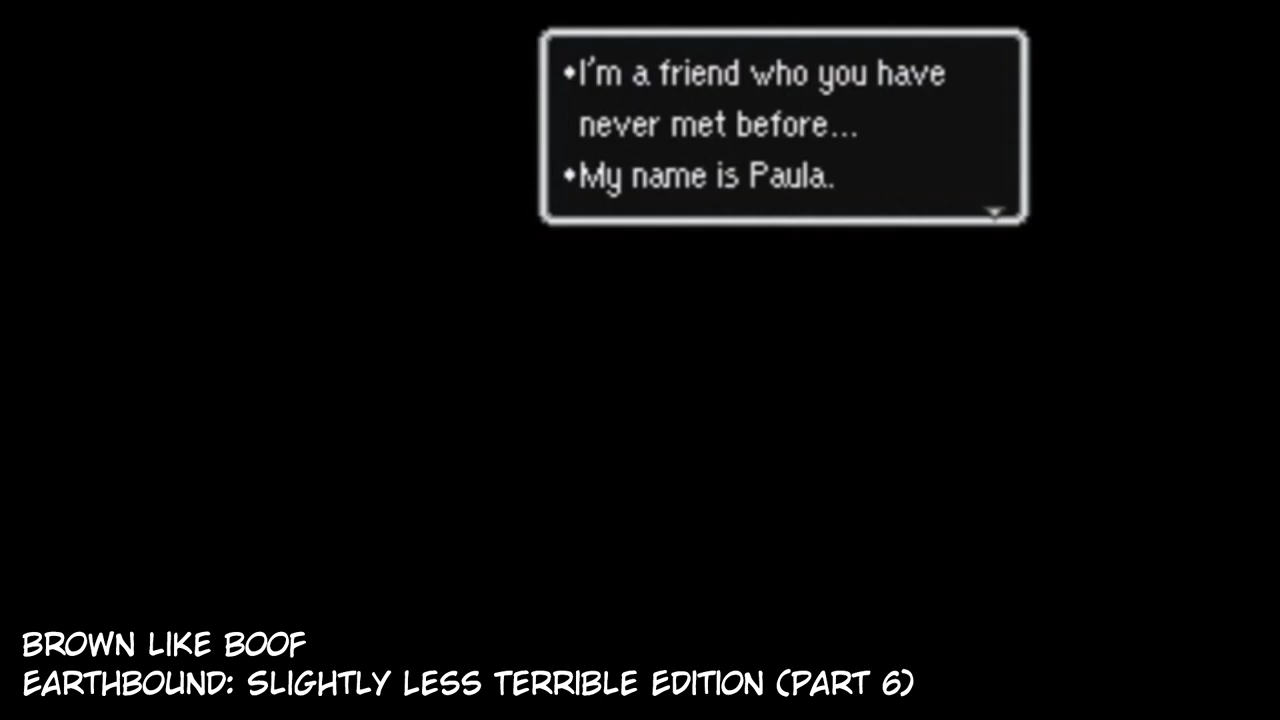 •I'm a friend who you have
never met before...
•My name is Paula.
BROWN LIKE BOOF
EARTHBOUND: SLIGHTLY LESS TERRIBLE EDITION (PART 6)